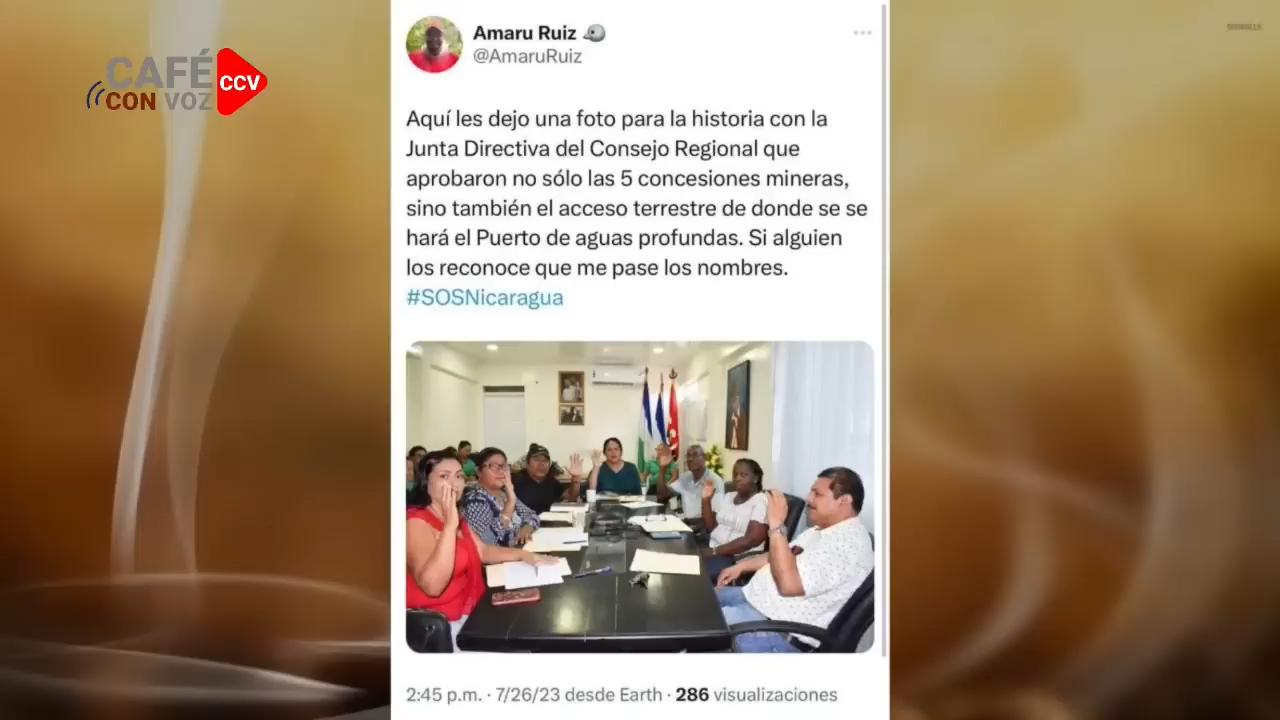 CAFÉ
CON VOZ
CCV
Amaru Ruiz
@AmaruRuiz
Aquí les dejo una foto para la historia con la
Junta Directiva del Consejo Regional que
aprobaron no sólo las 5 concesiones mineras,
sino también el acceso terrestre de donde se se
hará el Puerto de aguas profundas. Si alguien
los reconoce que me pase los nombres.
#SOSNicaragua
2:45 p.m. · 7/26/23 desde Earth · 286 visualizaciones